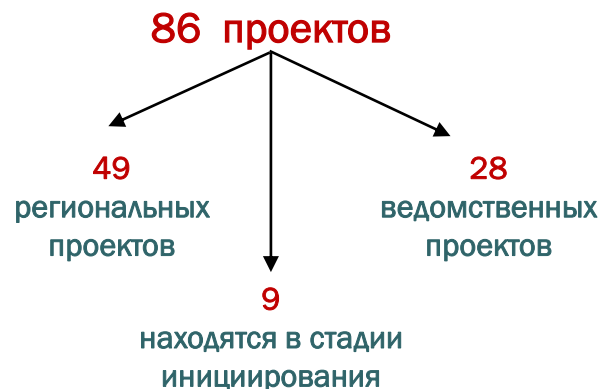 86 проектов
49
региональных
проектов
28
ведомственных
проектов
9
находятся в стадии
инициирования